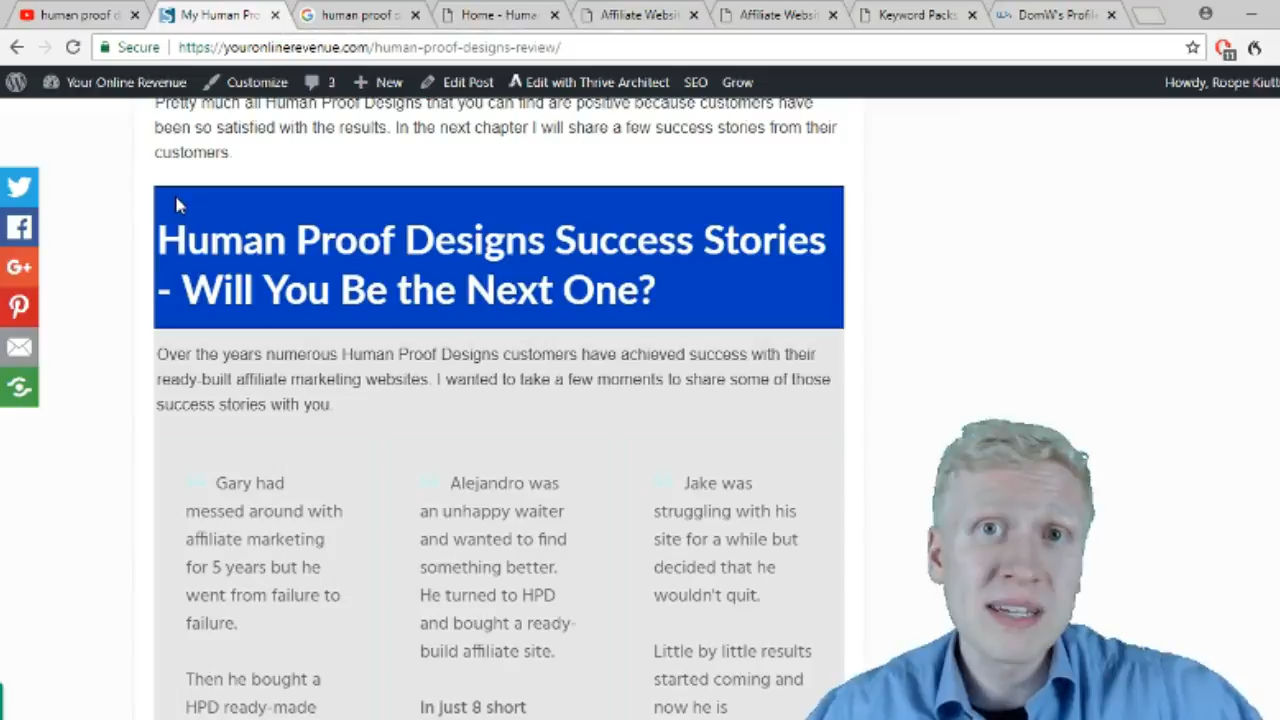 human proof d
My Human Pro
human proof s
Home - Huma
Affiliate Websi
Affiliate Websi
Keyword Packs
DomW's Profil
Secure
https://youronlinerevenue.com/human-proof-designs-review/
11
Your Online Revenue
Customize
3
New
Edit Post
Edit with Thrive Architect
SEO
Grow
Howdy, Roope Kiutt
Pretty much all Human Proof Designs that you can find are positive because customers have
been so satisfied with the results. In the next chapter I will share a few success stories from their
customers.
Human Proof Designs Success Stories
- Will You Be the Next One?
Over the years numerous Human Proof Designs customers have achieved success with their
ready-built affiliate marketing websites. I wanted to take a few moments to share some of those
success stories with you.
Gary had
messed around with
affiliate marketing
for 5 years but he
went from failure to
failure.
Then he bought a
HPD ready-made
Alejandro was
an unhappy waiter
and wanted to find
something better.
He turned to HPD
and bought a ready-
build affiliate site.
In just 8 short
Jake was
struggling with his
site for a while but
decided that he
wouldn't quit.
Little by little results
started coming and
now he is